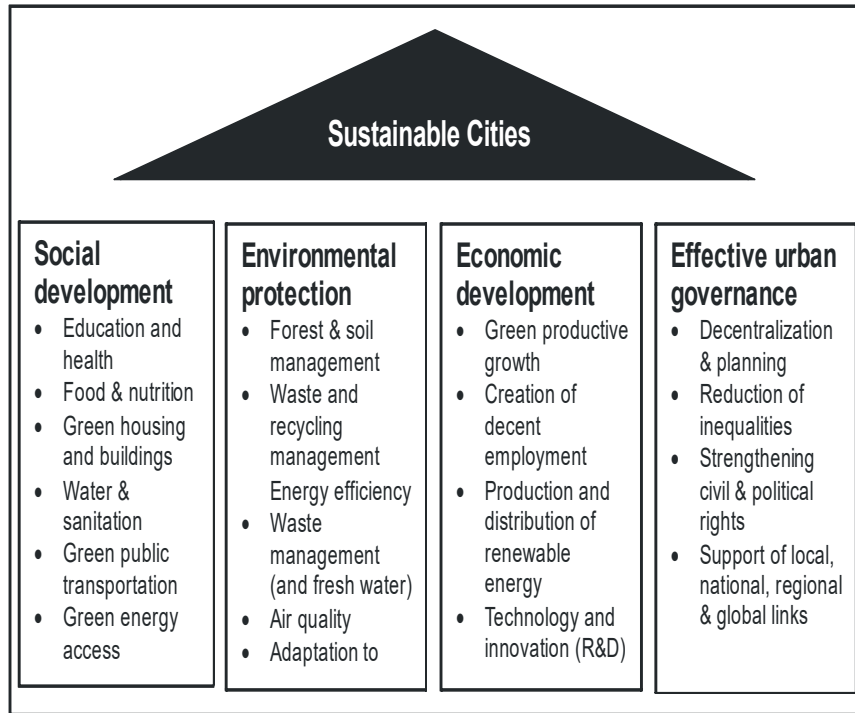 Sustainable Cities
Social
development
• Education and
health
• Food & nutrition
• Green housing
and buildings
• Water &
sanitation
• Green public
transportation
• Green energy
access
Environmental
protection
• Forest & soil
management
• Waste and
recycling
management
Energy efficiency
• Waste
management
(and fresh water)
• Air quality
• Adaptation to
Economic
development
• Green productive
growth
• Creation of
decent
employment
• Production and
distribution of
renewable
energy
• Technology and
innovation (R&D)
Effective urban
governance
• Decentralization
& planning
• Reduction of
inequalities
• Strengthening
civil & political
rights
• Support of local,
national, regional
& global links